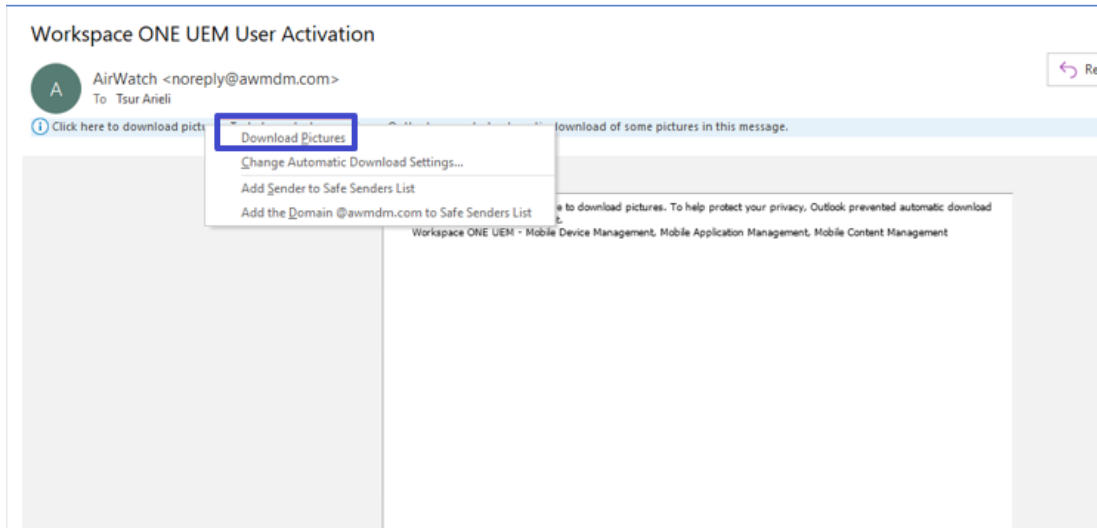 Workspace ONE UEM User Activation
A
AirWatch <noreply@awmdm.com>
To Tsur Arieli
Re
Click here to download pictu
download of some pictures in this message.
Download Pictures
Change Automatic Download Settings...
Add Sender to Safe Senders List
Add the Domain @awmdm.com to Safe Senders List
e to download pictures. To help protect your privacy, Outlook prevented automatic download
t.
Workspace ONE UEM - Mobile Device Management, Mobile Application Management, Mobile Content Management